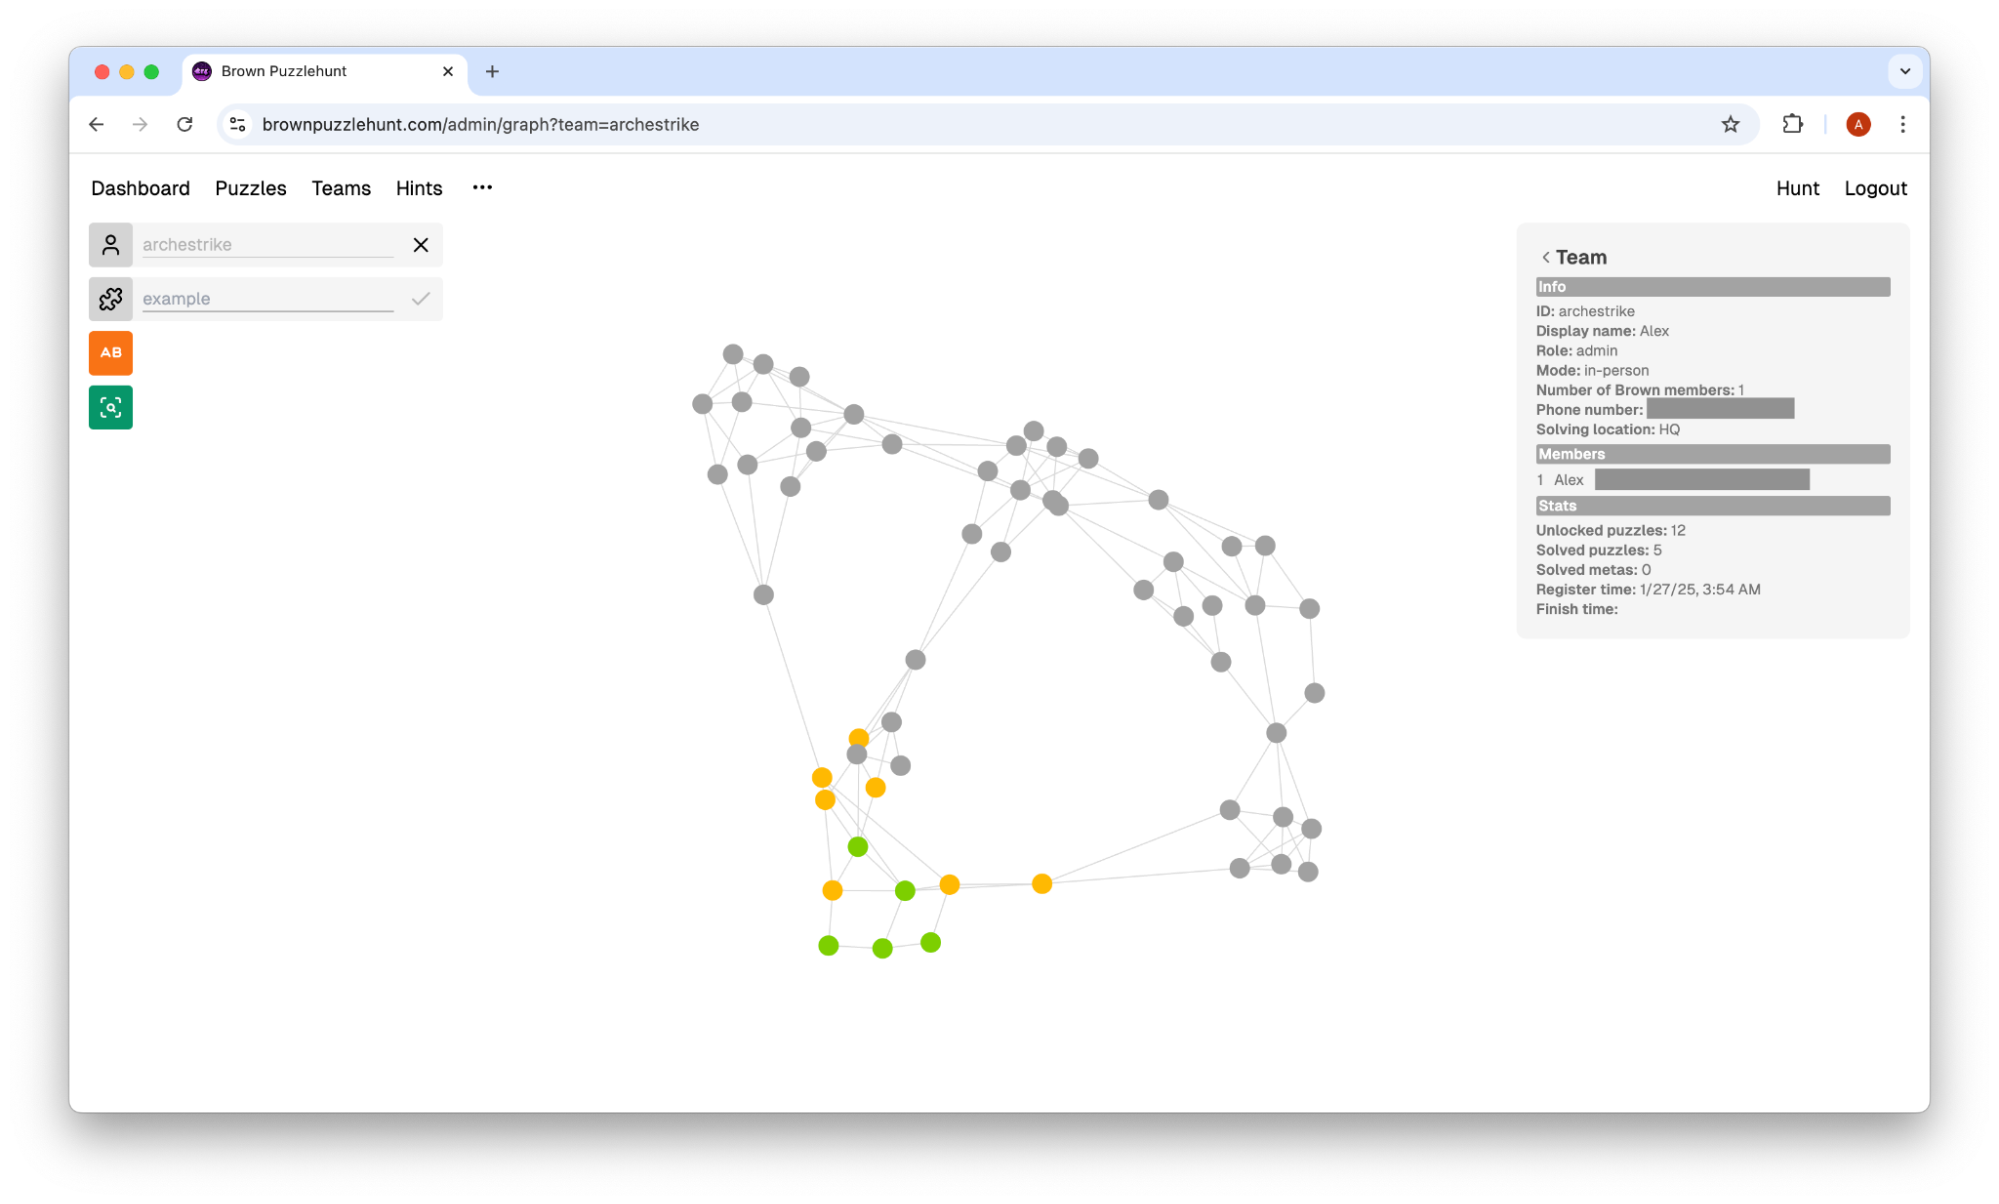 Brown Puzzlehunt
brownpuzzlehunt.com/admin/graph?team=archestrike
A
Dashboard Puzzles Teams Hints ••• Hunt Logout
archestrike
example
AB
Team
Info
ID: archestrike
Display name: Alex
Role: admin
Mode: in-person
Number of Brown members: 1
Phone number:
Solving location: HQ
Members
1 Alex
Stats
Unlocked puzzles: 12
Solved puzzles: 5
Solved metas: 0
Register time: 1/27/25, 3:54 AM
Finish time: